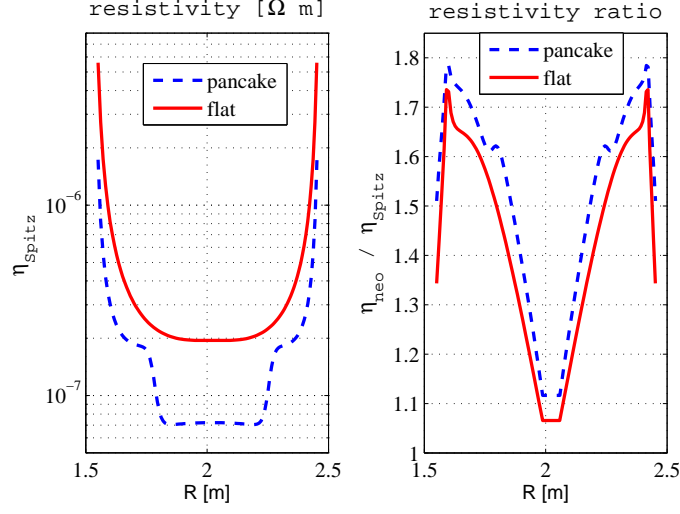 resistivity [Ω m]
η_Spitz
10^-6
10^-7
pancake
flat
1.5
2
2.5
R [m]
resistivity ratio
η_neo / η_Spitz
1.8
1.7
1.6
1.5
1.4
1.3
1.2
1.1
1
pancake
flat
1.5
2
2.5
R [m]